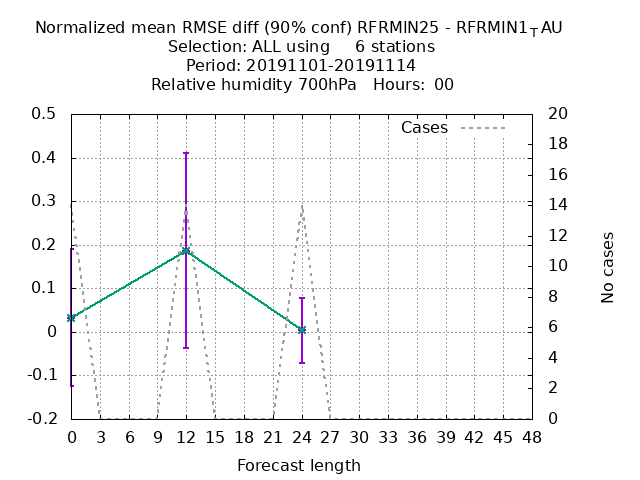 Normalized mean RMSE diff (90% conf) RFRMIN25 - RFRMIN1TAU
Selection: ALL using     6 stations
Period: 20191101-20191114
Relative humidity 700hPa   Hours:  00
0.5
0.4
0.3
0.2
0.1
0
-0.1
-0.2
20
18
16
14
12
10
8
6
4
2
0
Cases
No cases
0 3 6 9 12 15 18 21 24 27 30 33 36 39 42 45 48
Forecast length